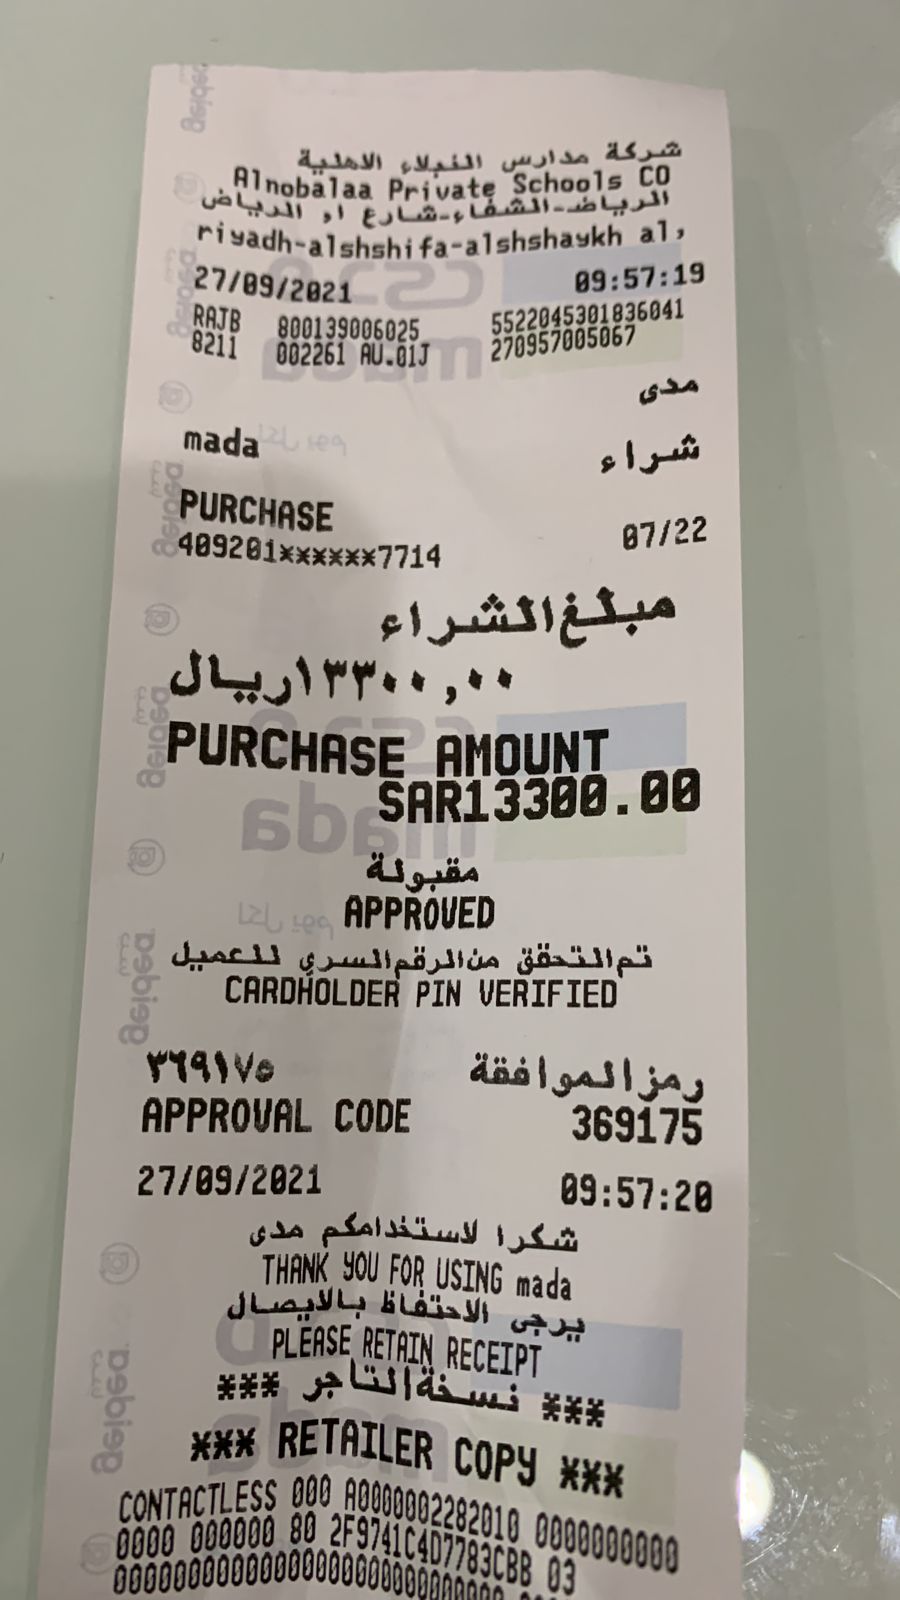 شركة مدارس النبلاء الاهلية
Alnobalaa Private Schools CO
الرياض-الشفاء-شارع ام الرياض
riyadh-alshshifa-alshshaykh al,
27/09/2021 09:57:19
RAJB 800139006025 5522045301836041
8211 002261 AU.01J 270957005067
مدى
mada
شراء
PURCHASE
409201******7714 07/22
مبلغ الشراء
١٣٣٠٠,٠٠ ريال
PURCHASE AMOUNT
SAR13300.00
مقبولة
APPROVED
تم التحقق من الرقم السري للعميل
CARDHOLDER PIN VERIFIED
رمز الموافقة ٣٦٩١٧٥
APPROVAL CODE 369175
27/09/2021 09:57:20
شكرا لاستخدامكم مدى
THANK YOU FOR USING mada
يرجى الاحتفاظ بالايصال
PLEASE RETAIN RECEIPT
*** نسخة التاجر ***
*** RETAILER COPY ***
CONTACTLESS 000 A0000002282010 0000000000
0000 000000 80 2F9741C4D7783CBB 03